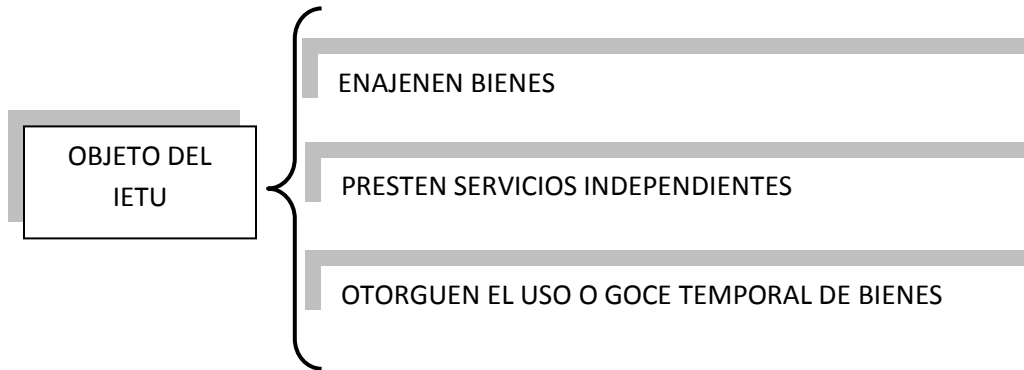 OBJETO DEL
IETU
ENAJENEN BIENES
PRESTEN SERVICIOS INDEPENDIENTES
OTORGUEN EL USO O GOCE TEMPORAL DE BIENES